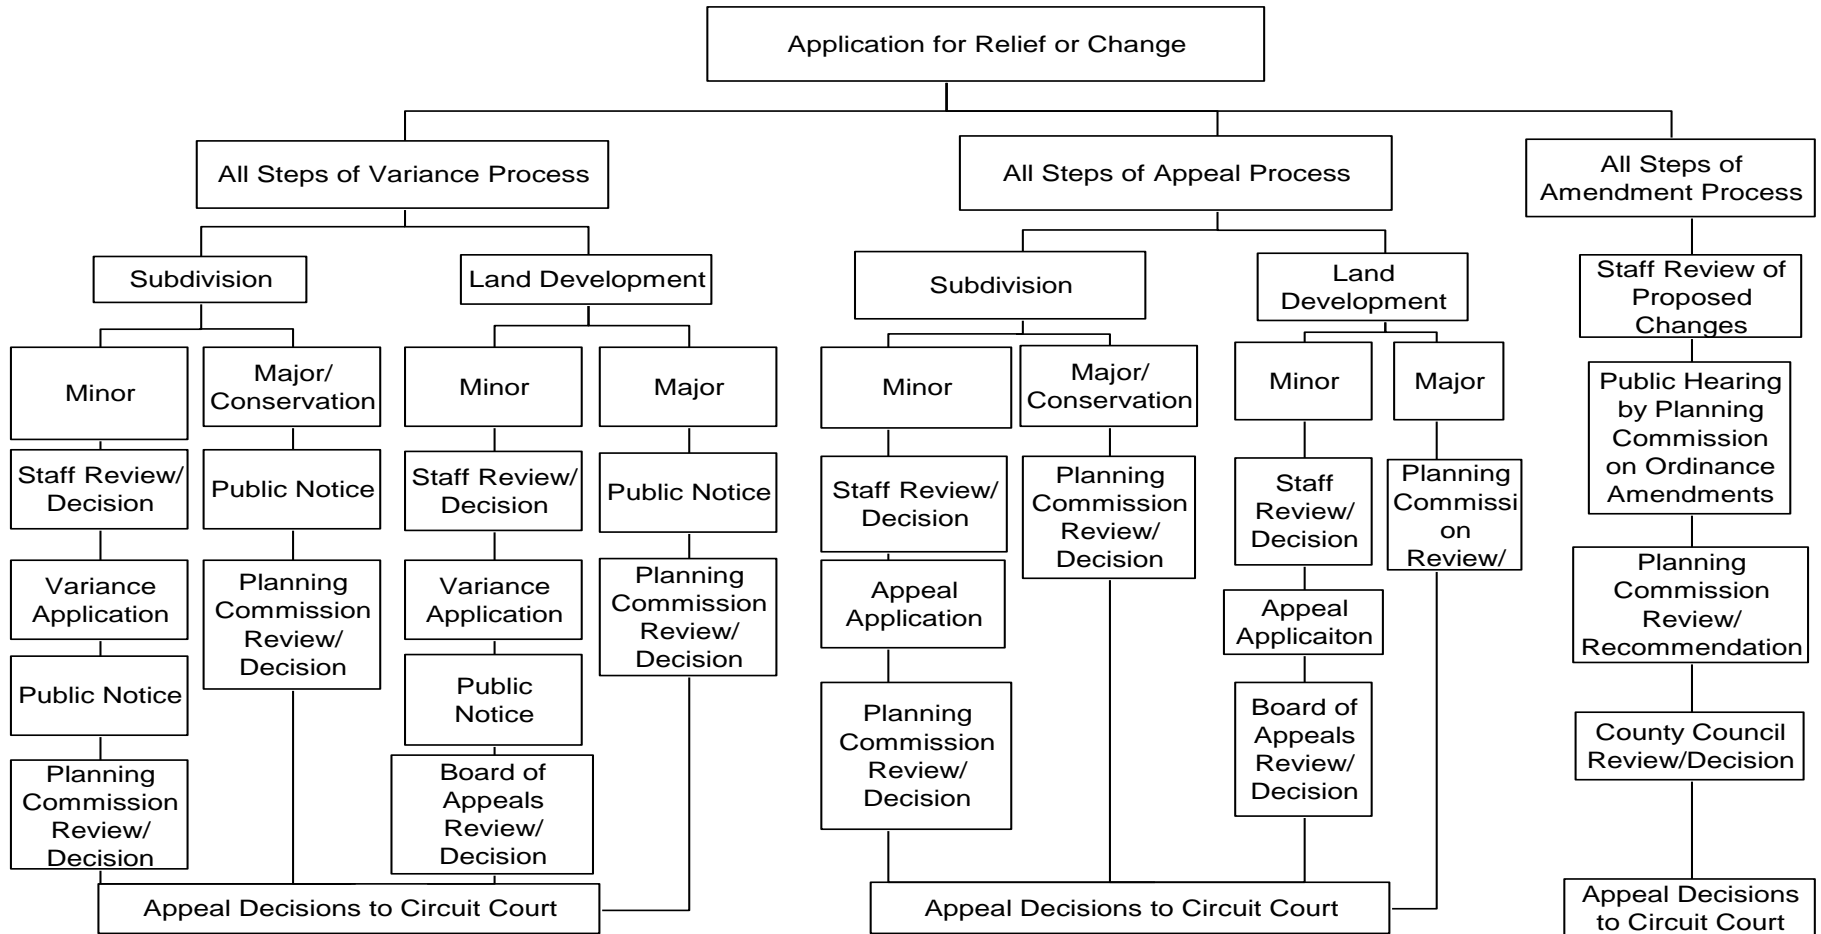 Application for Relief or Change
All Steps of Variance Process
All Steps of Appeal Process
All Steps of
Amendment Process
Subdivision
Land Development
Subdivision
Land
Development
Staff Review of
Proposed
Changes
Minor
Major/
Conservation
Minor
Major
Minor
Major/
Conservation
Minor
Major
Public Hearing
by Planning
Commission
on Ordinance
Amendments
Staff Review/
Decision
Public Notice
Staff Review/
Decision
Public Notice
Staff Review/
Decision
Planning
Commission
Review/
Decision
Staff
Review/
Decision
Planning
Commissi
on
Review/
Variance
Application
Planning
Commission
Review/
Decision
Variance
Application
Planning
Commission
Review/
Decision
Appeal
Application
Appeal
Applicaiton
Planning
Commission
Review/
Recommendation
Public Notice
Public
Notice
Planning
Commission
Review/
Decision
Board of
Appeals
Review/
Decision
County Council
Review/Decision
Planning
Commission
Review/
Decision
Board of
Appeals
Review/
Decision
Appeal Decisions to Circuit Court
Appeal Decisions to Circuit Court
Appeal Decisions
to Circuit Court